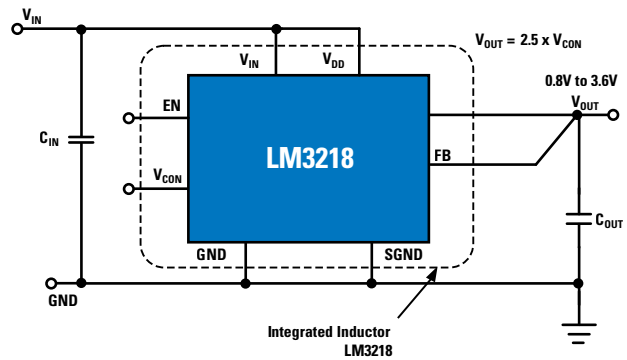 VIN
VOUT = 2.5 x VCON
VIN
VDD
0.8V to 3.6V
VOUT
EN
CIN
LM3218
FB
VCON
COUT
GND
SGND
GND
Integrated Inductor
LM3218